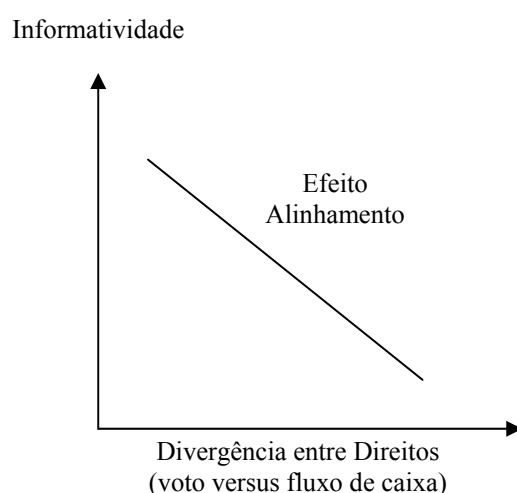 Informatividade
Efeito
Alinhamento
Divergência entre Direitos
(voto versus fluxo de caixa)